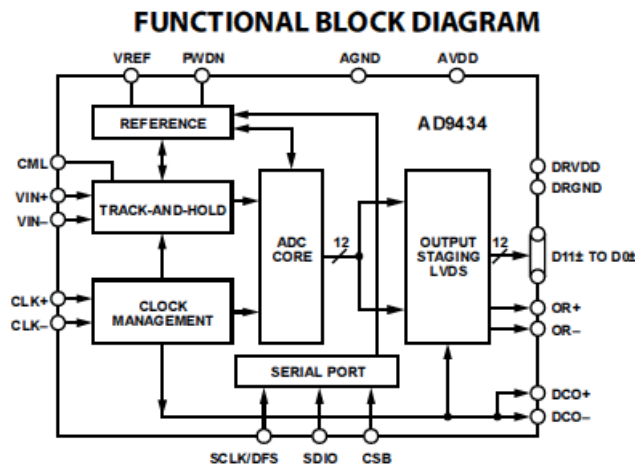 FUNCTIONAL BLOCK DIAGRAM
VREF PWDN AGND AVDD
REFERENCE
AD9434
CML
DRVDD
DRGND
VIN+
VIN–
TRACK-AND-HOLD
ADC
CORE
12
OUTPUT
STAGING
LVDS
12
D11± TO D0±
CLK+
CLK–
CLOCK
MANAGEMENT
OR+
OR–
SERIAL PORT
DCO+
DCO–
SCLK/DFS SDIO CSB